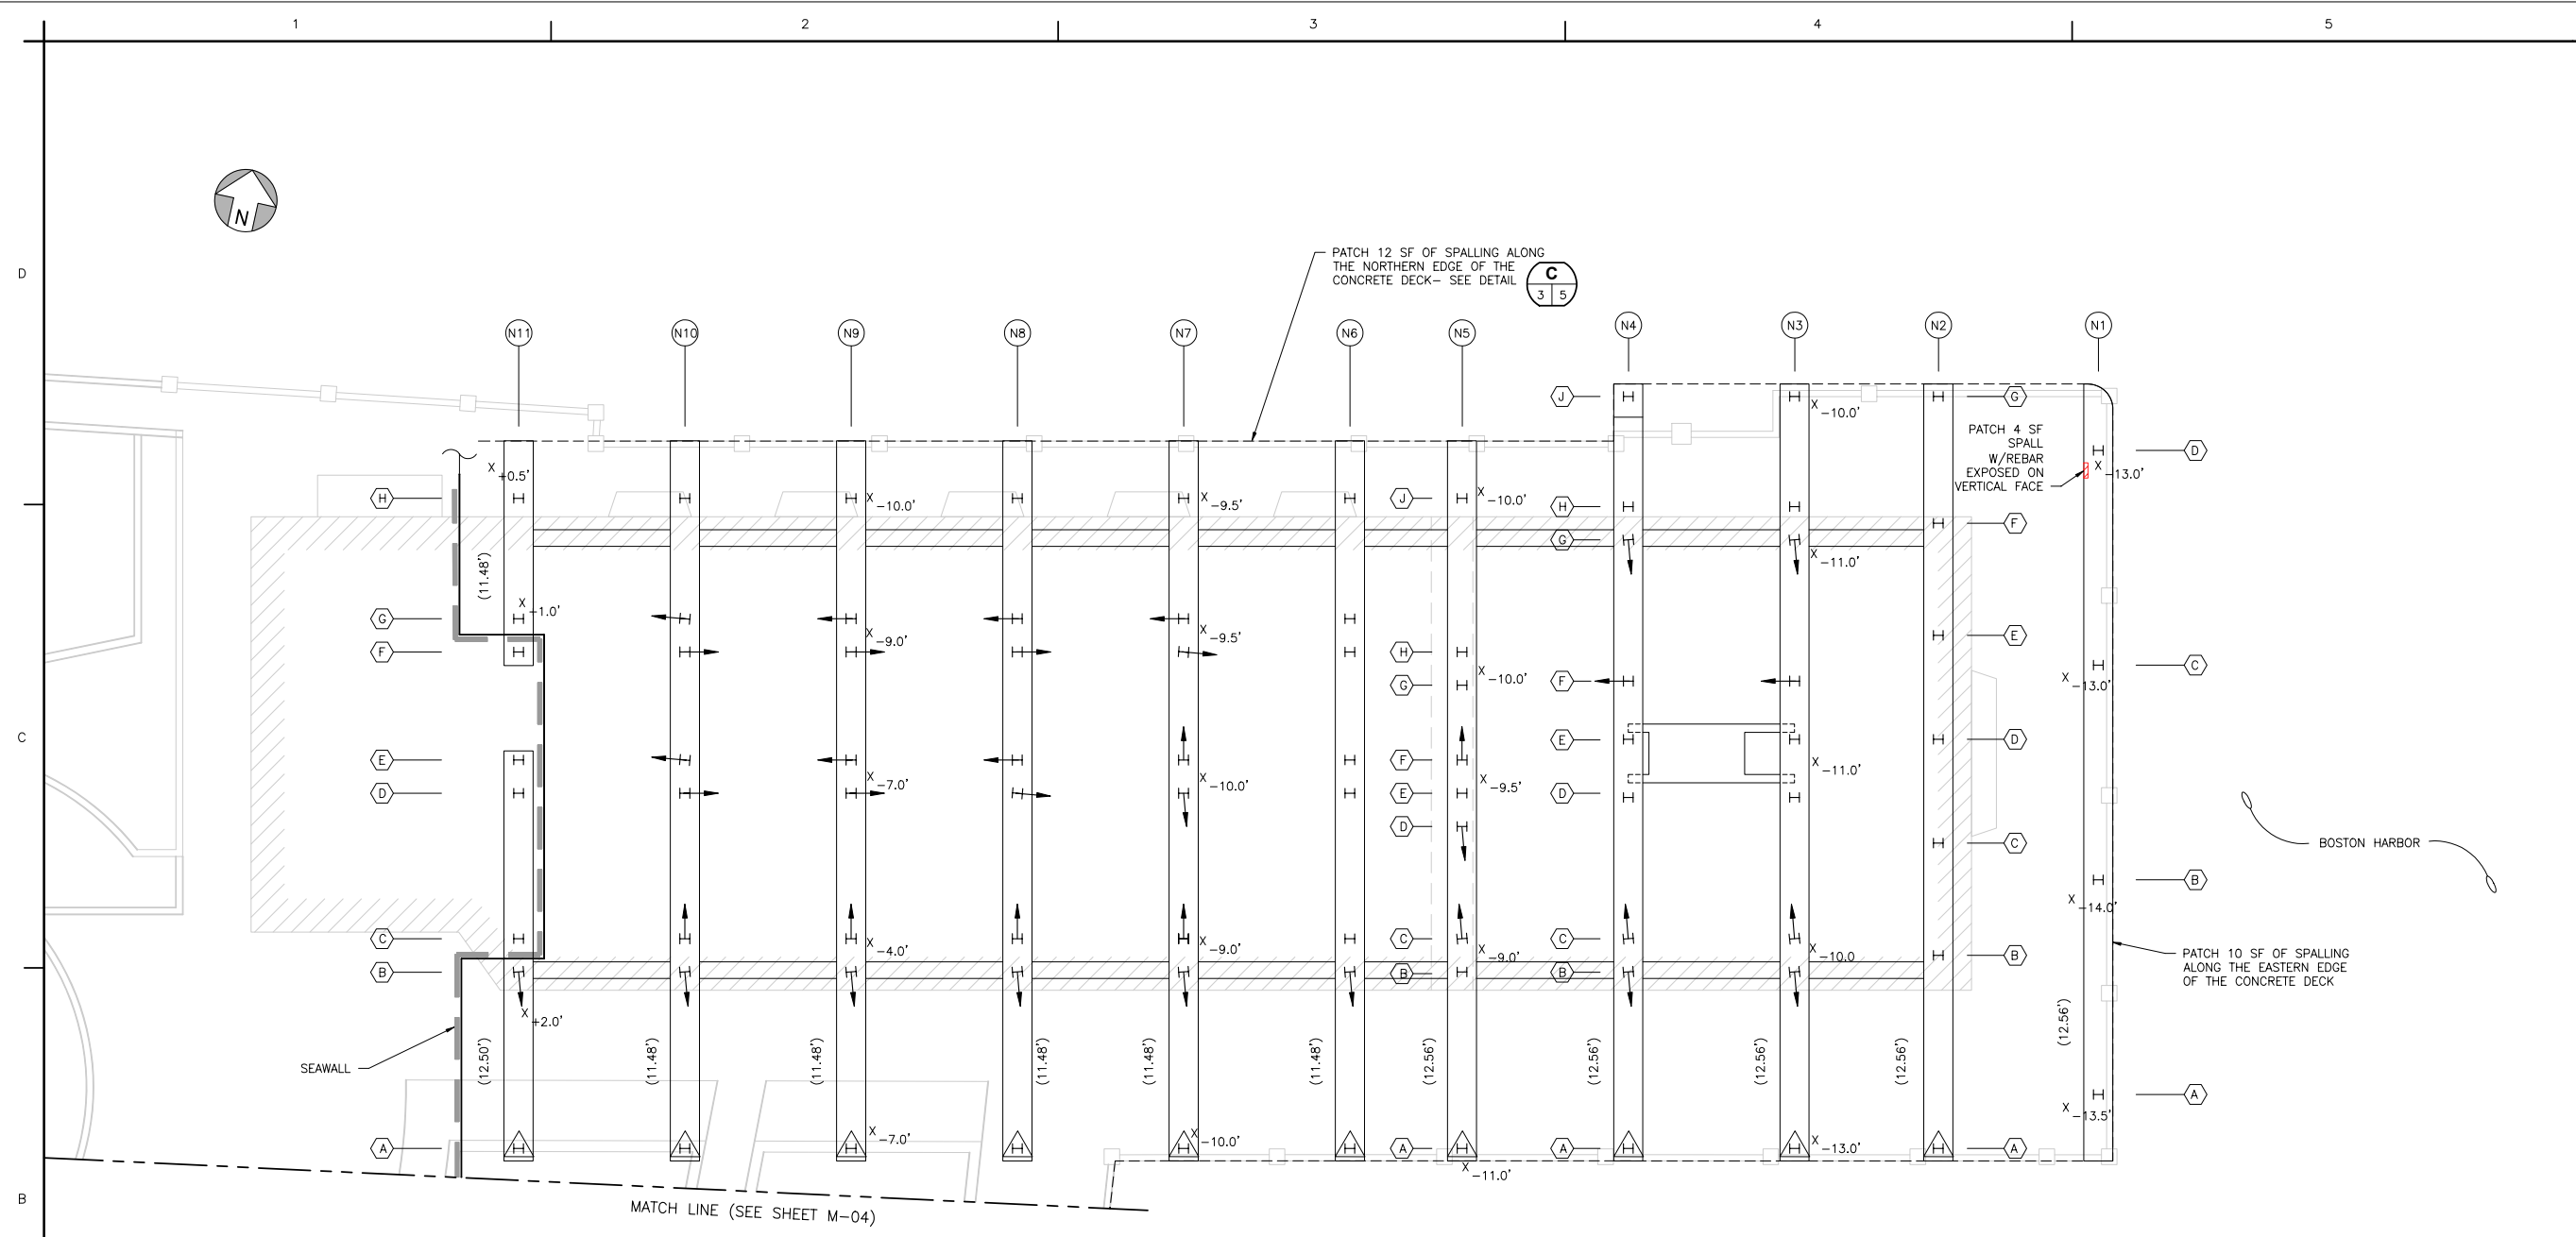 1 2 3 4 5
N
D
PATCH 12 SF OF SPALLING ALONG
THE NORTHERN EDGE OF THE
CONCRETE DECK– SEE DETAIL
C
3 5
N11 N10 N9 N8 N7 N6 N5 N4 N3 N2 N1
J
-10.0'
G
PATCH 4 SF
SPALL
W/REBAR
EXPOSED ON
VERTICAL FACE
D
X -13.0'
X +0.5'
H
X -10.0'
X -9.5'
J
X -10.0'
H
F
G
X -11.0'
(11.48')
X -1.0'
G
F
X -9.0'
X -9.5'
H
G
X -10.0'
F
E
C
X -13.0'
C
E
D
X -7.0'
X -10.0'
F
E
D
X -9.5'
E
D
X -11.0'
D
C
BOSTON HARBOR
B
X -14.0'
C
B
X -4.0'
X -9.0'
C
B
X -9.0'
C
B
X -10.0
B
PATCH 10 SF OF SPALLING
ALONG THE EASTERN EDGE
OF THE CONCRETE DECK
X +2.0'
SEAWALL
(12.50') (11.48') (11.48') (11.48') (11.48') (11.48') (12.56') (12.56') (12.56') (12.56') (12.56')
A
X -13.5'
A
X -7.0'
X -10.0'
A
X -11.0'
A
X -13.0'
A
B
MATCH LINE (SEE SHEET M-04)